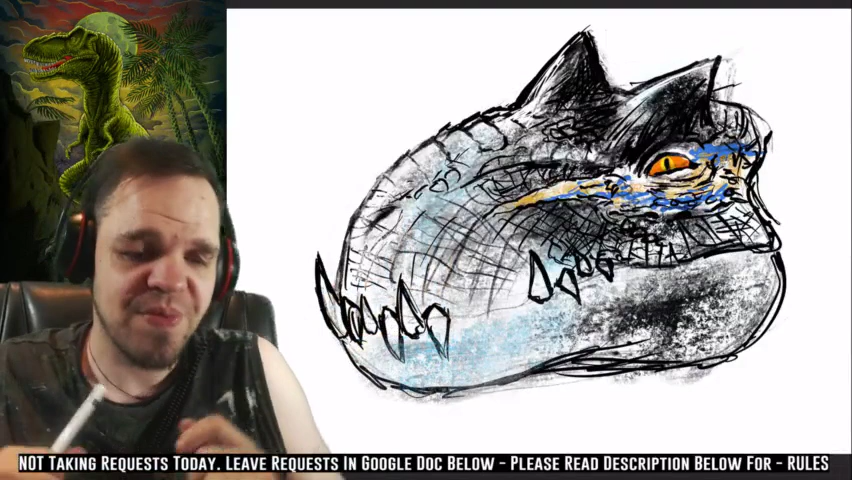 NOT TAKING REQUESTS TODAY. LEAVE REQUESTS IN GOOGLE DOC BELOW - PLEASE READ DESCRIPTION BELOW FOR - RULES